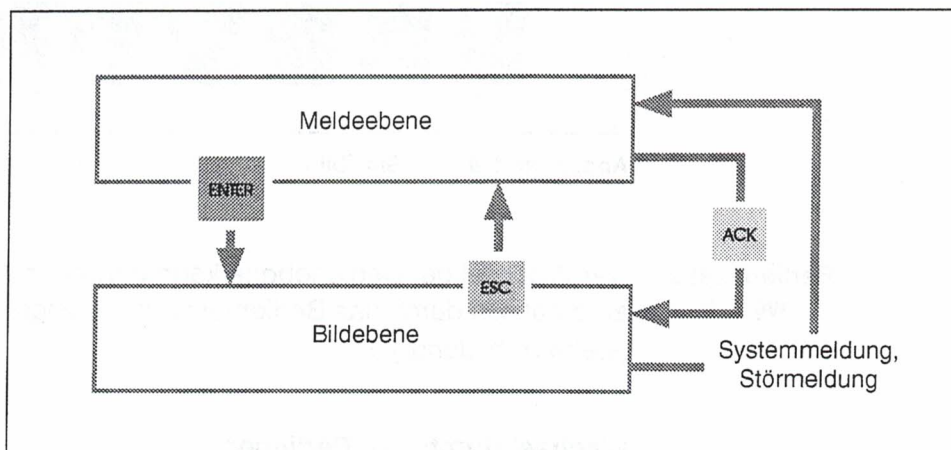 Meldeebene
ENTER
ACK
ESC
Bildebene
Systemmeldung,
Störmeldung